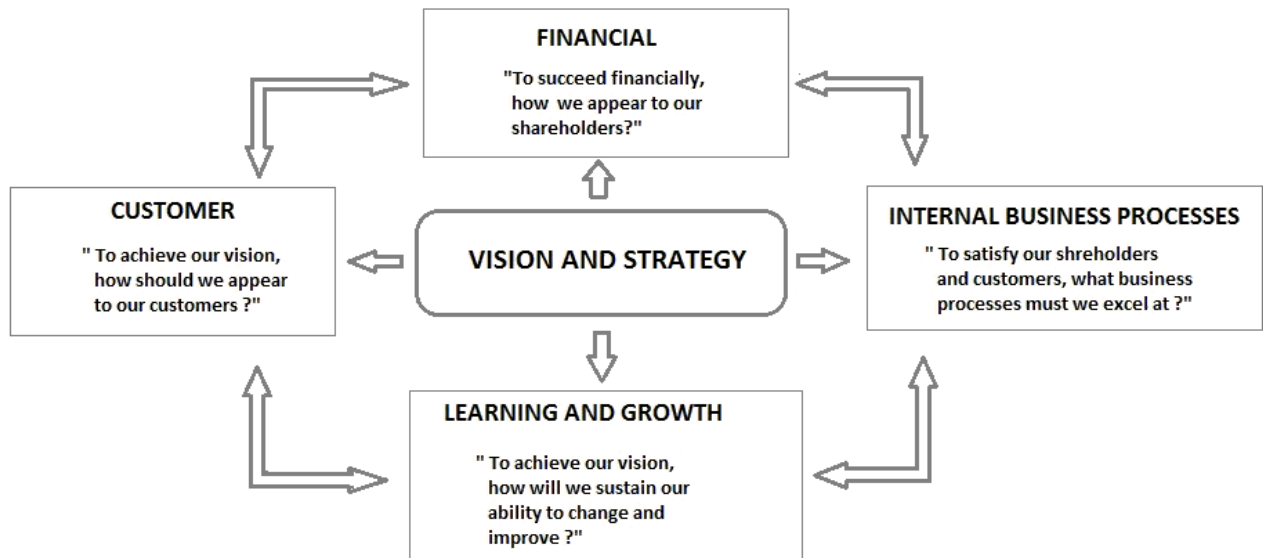 FINANCIAL
"To succeed financially,
how we appear to our
shareholders?"
CUSTOMER
" To achieve our vision,
how should we appear
to our customers ?"
VISION AND STRATEGY
INTERNAL BUSINESS PROCESSES
" To satisfy our shreholders
and customers, what business
processes must we excel at ?"
LEARNING AND GROWTH
" To achieve our vision,
how will we sustain our
ability to change and
improve ?"